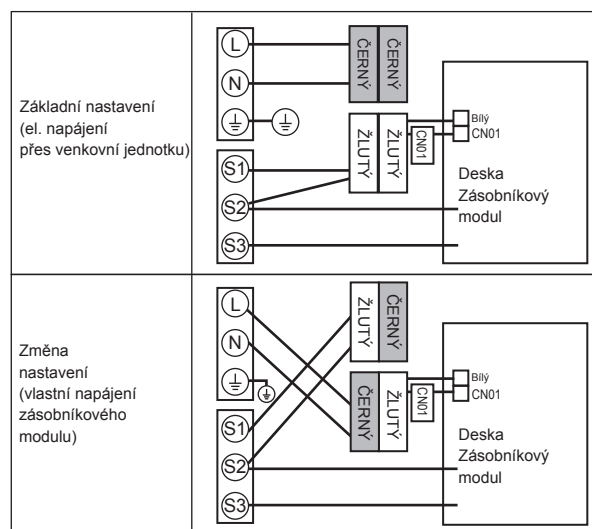 Základní nastavení
(el. napájení
přes venkovní jednotku)
L
N
S1
S2
S3
ČERNÝ
ČERNÝ
ŽLUTÝ
ŽLUTÝ
CN01
Bílý
CN01
Deska
Zásobníkový
modul
Změna
nastavení
(vlastní napájení
zásobníkového
modulu)
L
N
S1
S2
S3
ŽLUTÝ
ČERNÝ
ČERNÝ
ŽLUTÝ
CN01
Bílý
CN01
Deska
Zásobníkový
modul